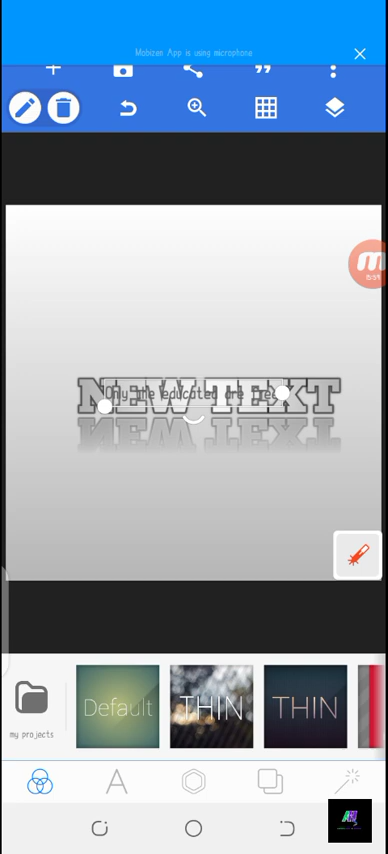 Mobizen App is using microphone
NEW TEXT
Only the educated are free
my projects
Default
THIN
THIN